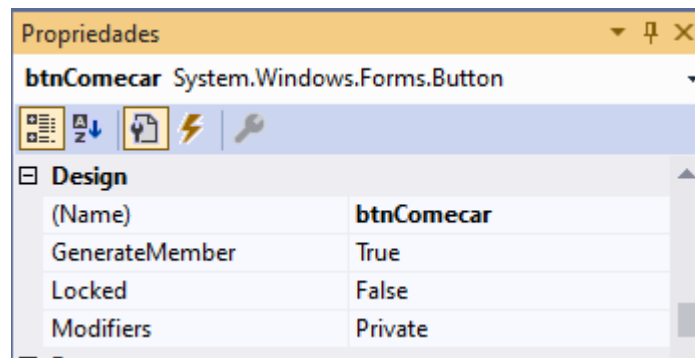 Propriedades
btnComecar System.Windows.Forms.Button
Design
(Name) btnComecar
GenerateMember True
Locked False
Modifiers Private